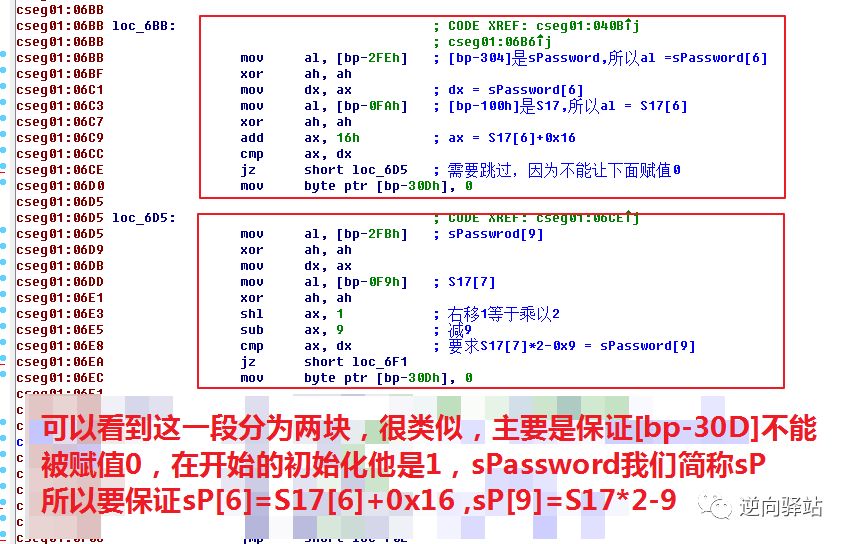 cseg01:06BB
cseg01:06BB loc_6BB: ; CODE XREF: cseg01:040B↑j
cseg01:06BB ; cseg01:06B6↑j
cseg01:06BB mov al, [bp-2FEh] ; [bp-304]是sPassword,所以al =sPassword[6]
cseg01:06BF xor ah, ah
cseg01:06C1 mov dx, ax ; dx = sPassword[6]
cseg01:06C3 mov al, [bp-0FAh] ; [bp-100h]是S17,所以al = S17[6]
cseg01:06C7 xor ah, ah
cseg01:06C9 add ax, 16h ; ax = S17[6]+0x16
cseg01:06CC cmp ax, dx
cseg01:06CE jz short loc_6D5 ; 需要跳过，因为不能让下面赋值0
cseg01:06D0 mov byte ptr [bp-30Dh], 0
cseg01:06D5
cseg01:06D5 loc_6D5: ; CODE XREF: cseg01:06CE↑j
cseg01:06D5 mov al, [bp-2FBh] ; sPasswrod[9]
cseg01:06D9 xor ah, ah
cseg01:06DB mov dx, ax
cseg01:06DD mov al, [bp-0F9h] ; S17[7]
cseg01:06E1 xor ah, ah
cseg01:06E3 shl ax, 1 ; 右移1等于乘以2
cseg01:06E5 sub ax, 9 ; 减9
cseg01:06E8 cmp ax, dx ; 要求S17[7]*2-0x9 = sPassword[9]
cseg01:06EA jz short loc_6F1
cseg01:06EC mov byte ptr [bp-30Dh], 0
可以看到这一段分为两块，很类似，主要是保证[bp-30D]不能
被赋值0，在开始的初始化他是1，sPassword我们简称sP
所以要保证sP[6]=S17[6]+0x16 ,sP[9]=S17*2-9
逆向驿站